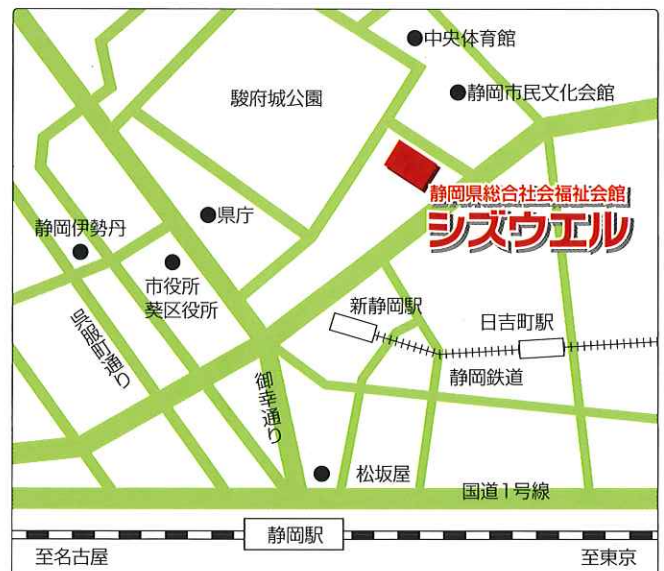 中央体育館
静岡市民文化会館
駿府城公園
静岡県総合社会福祉会館
シズウエル
県庁
静岡伊勢丹
市役所
葵区役所
新静岡駅
日吉町駅
呉服町通り
静岡鉄道
御幸通り
松坂屋
国道1号線
静岡駅
至名古屋
至東京